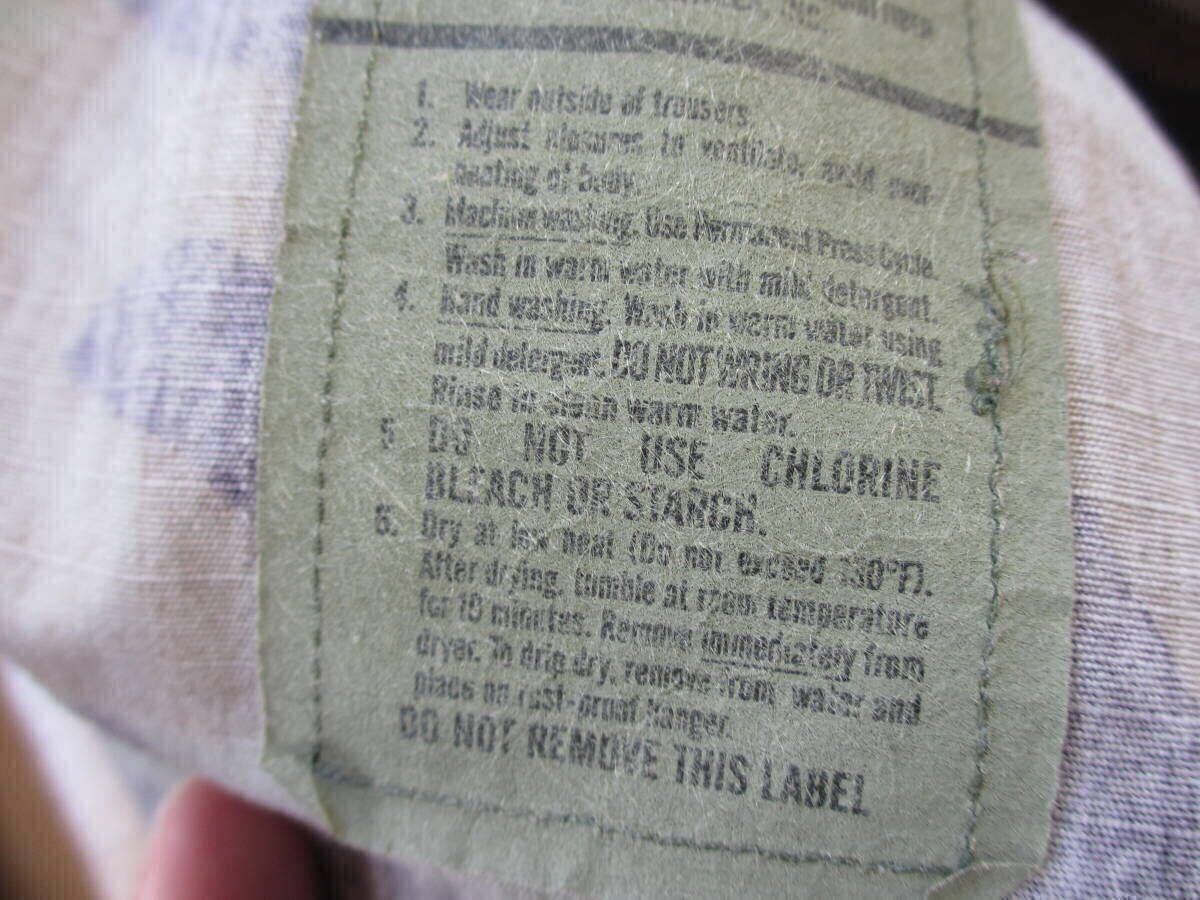 1. Wear outside of trousers.
2. Adjust closures to ventilate, avoid over-
heating of body.
3. Machine washing. Use Permanent Press Cycle.
Wash in warm water with mild detergent.
4. Hand washing. Wash in warm water using
mild detergent. DO NOT WRING OR TWIST.
Rinse in clean warm water.
5 DO NOT USE CHLORINE
BLEACH OR STARCH.
6. Dry at low heat (Do not exceed 130°F).
After drying, tumble at room temperature
for 10 minutes. Remove immediately from
dryer. To drip dry, remove from water and
place on rust-proof hanger.
DO NOT REMOVE THIS LABEL